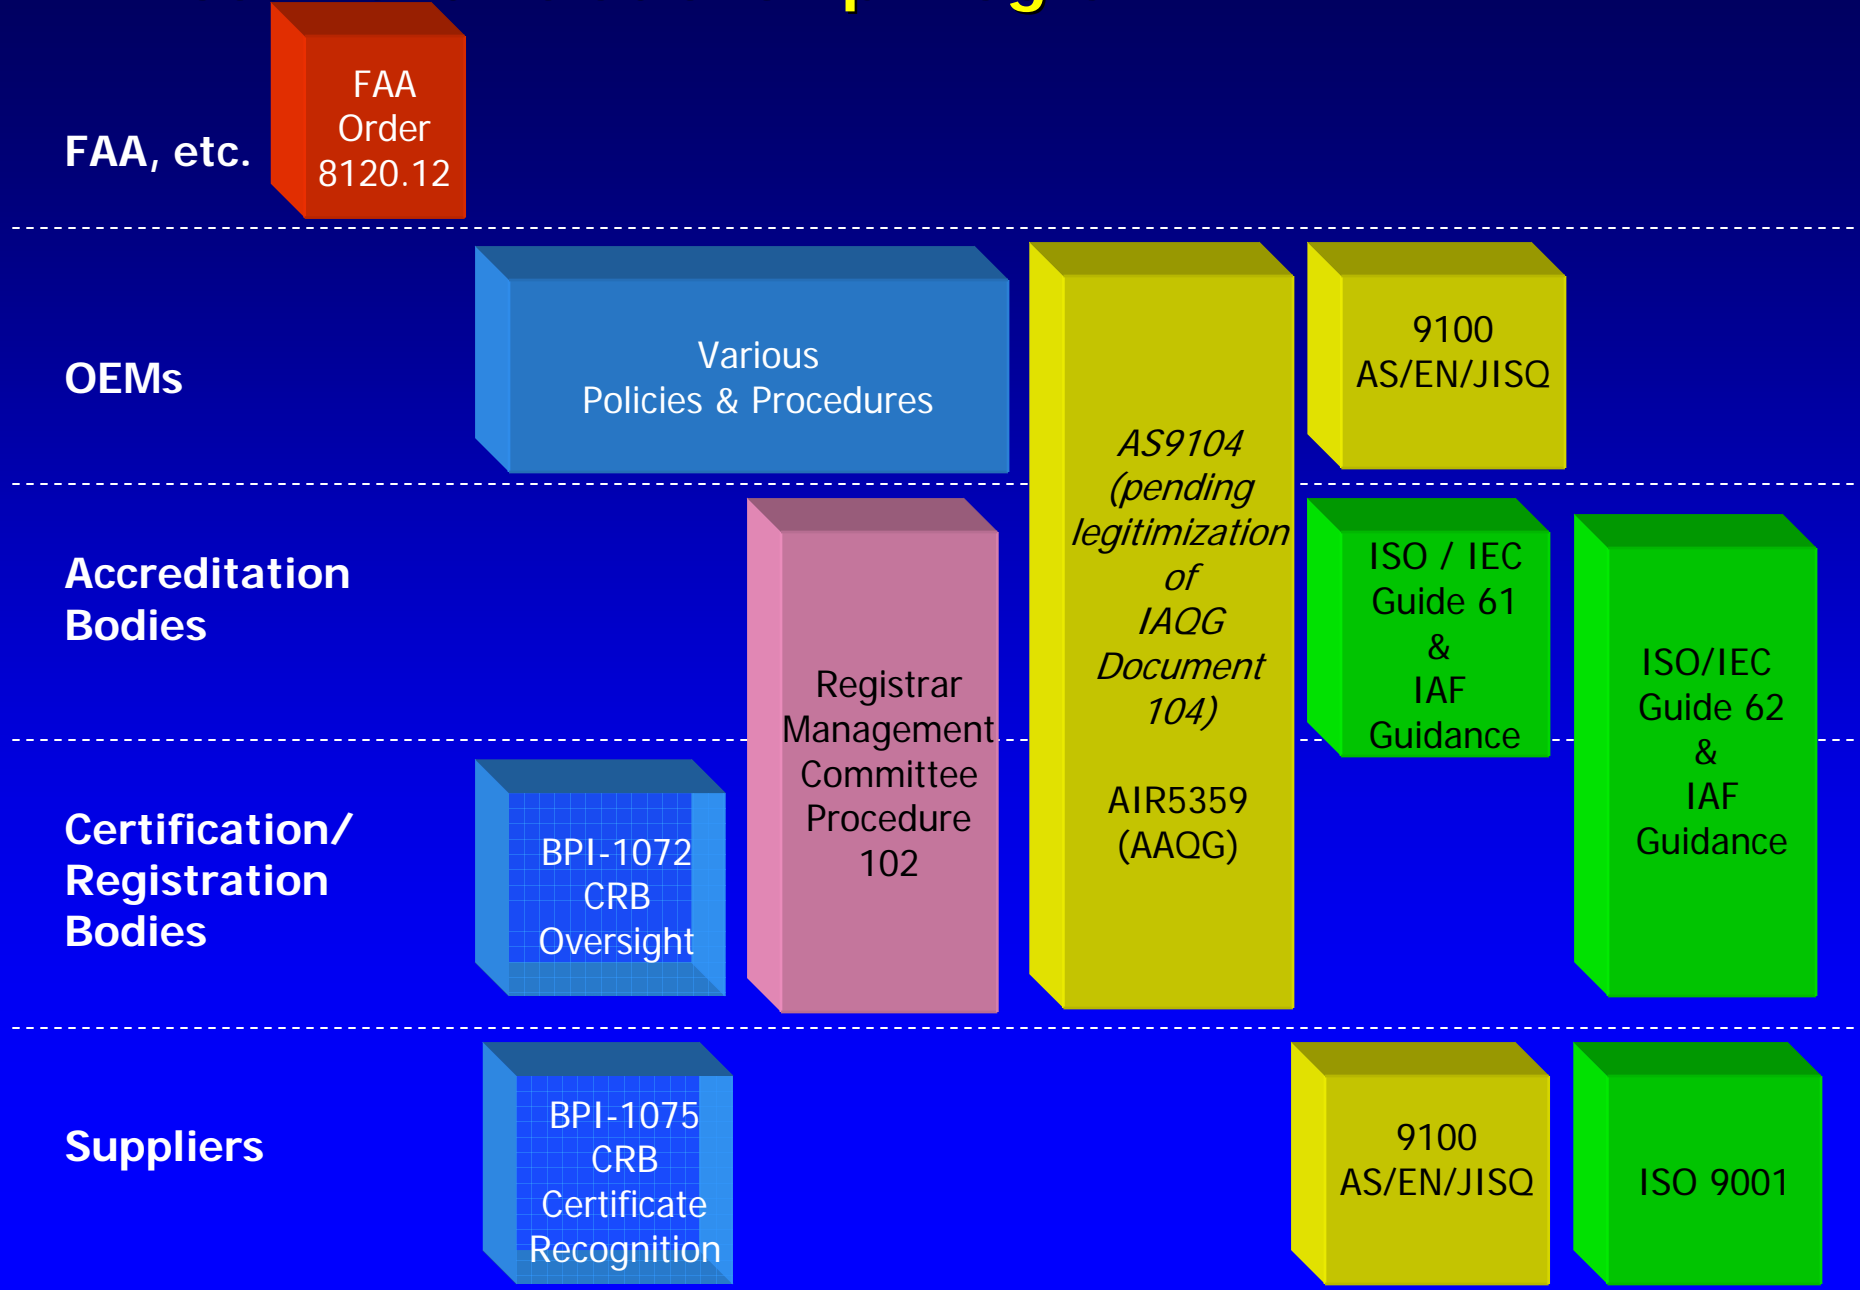 FAA, etc.
FAA
Order
8120.12
OEMs
Various
Policies & Procedures
9100
AS/EN/JISQ
AS9104
(pending
legitimization
of
IAQG
Document
104)
AIR5359
(AAQG)
Accreditation
Bodies
Registrar
Management
Committee
Procedure
102
ISO / IEC
Guide 61
&
IAF
Guidance
ISO/IEC
Guide 62
&
IAF
Guidance
Certification/
Registration
Bodies
BPI-1072
CRB
Oversight
Suppliers
BPI-1075
CRB
Certificate
Recognition
9100
AS/EN/JISQ
ISO 9001